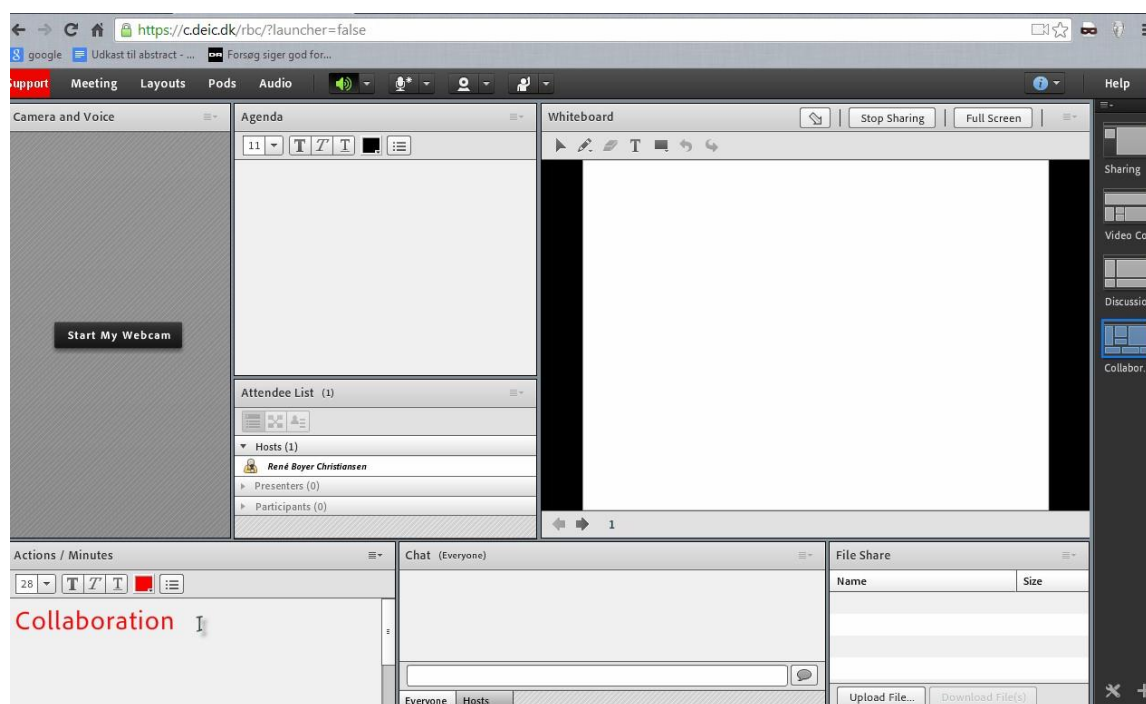 https://c.deic.dk/rbc/?launcher=false
google Udkast til abstract - ... DR Forsøg siger god for...
Support Meeting Layouts Pods Audio Help
Camera and Voice
Start My Webcam
Agenda
11 T T T
Attendee List (1)
Hosts (1)
René Boyer Christiansen
Presenters (0)
Participants (0)
Whiteboard Stop Sharing Full Screen
T
1
Sharing
Video Co
Discussio
Collabor.
Actions / Minutes
28 T T T
Collaboration
Chat (Everyone)
Everyone Hosts
File Share
Name Size
Upload File... Download File(s)